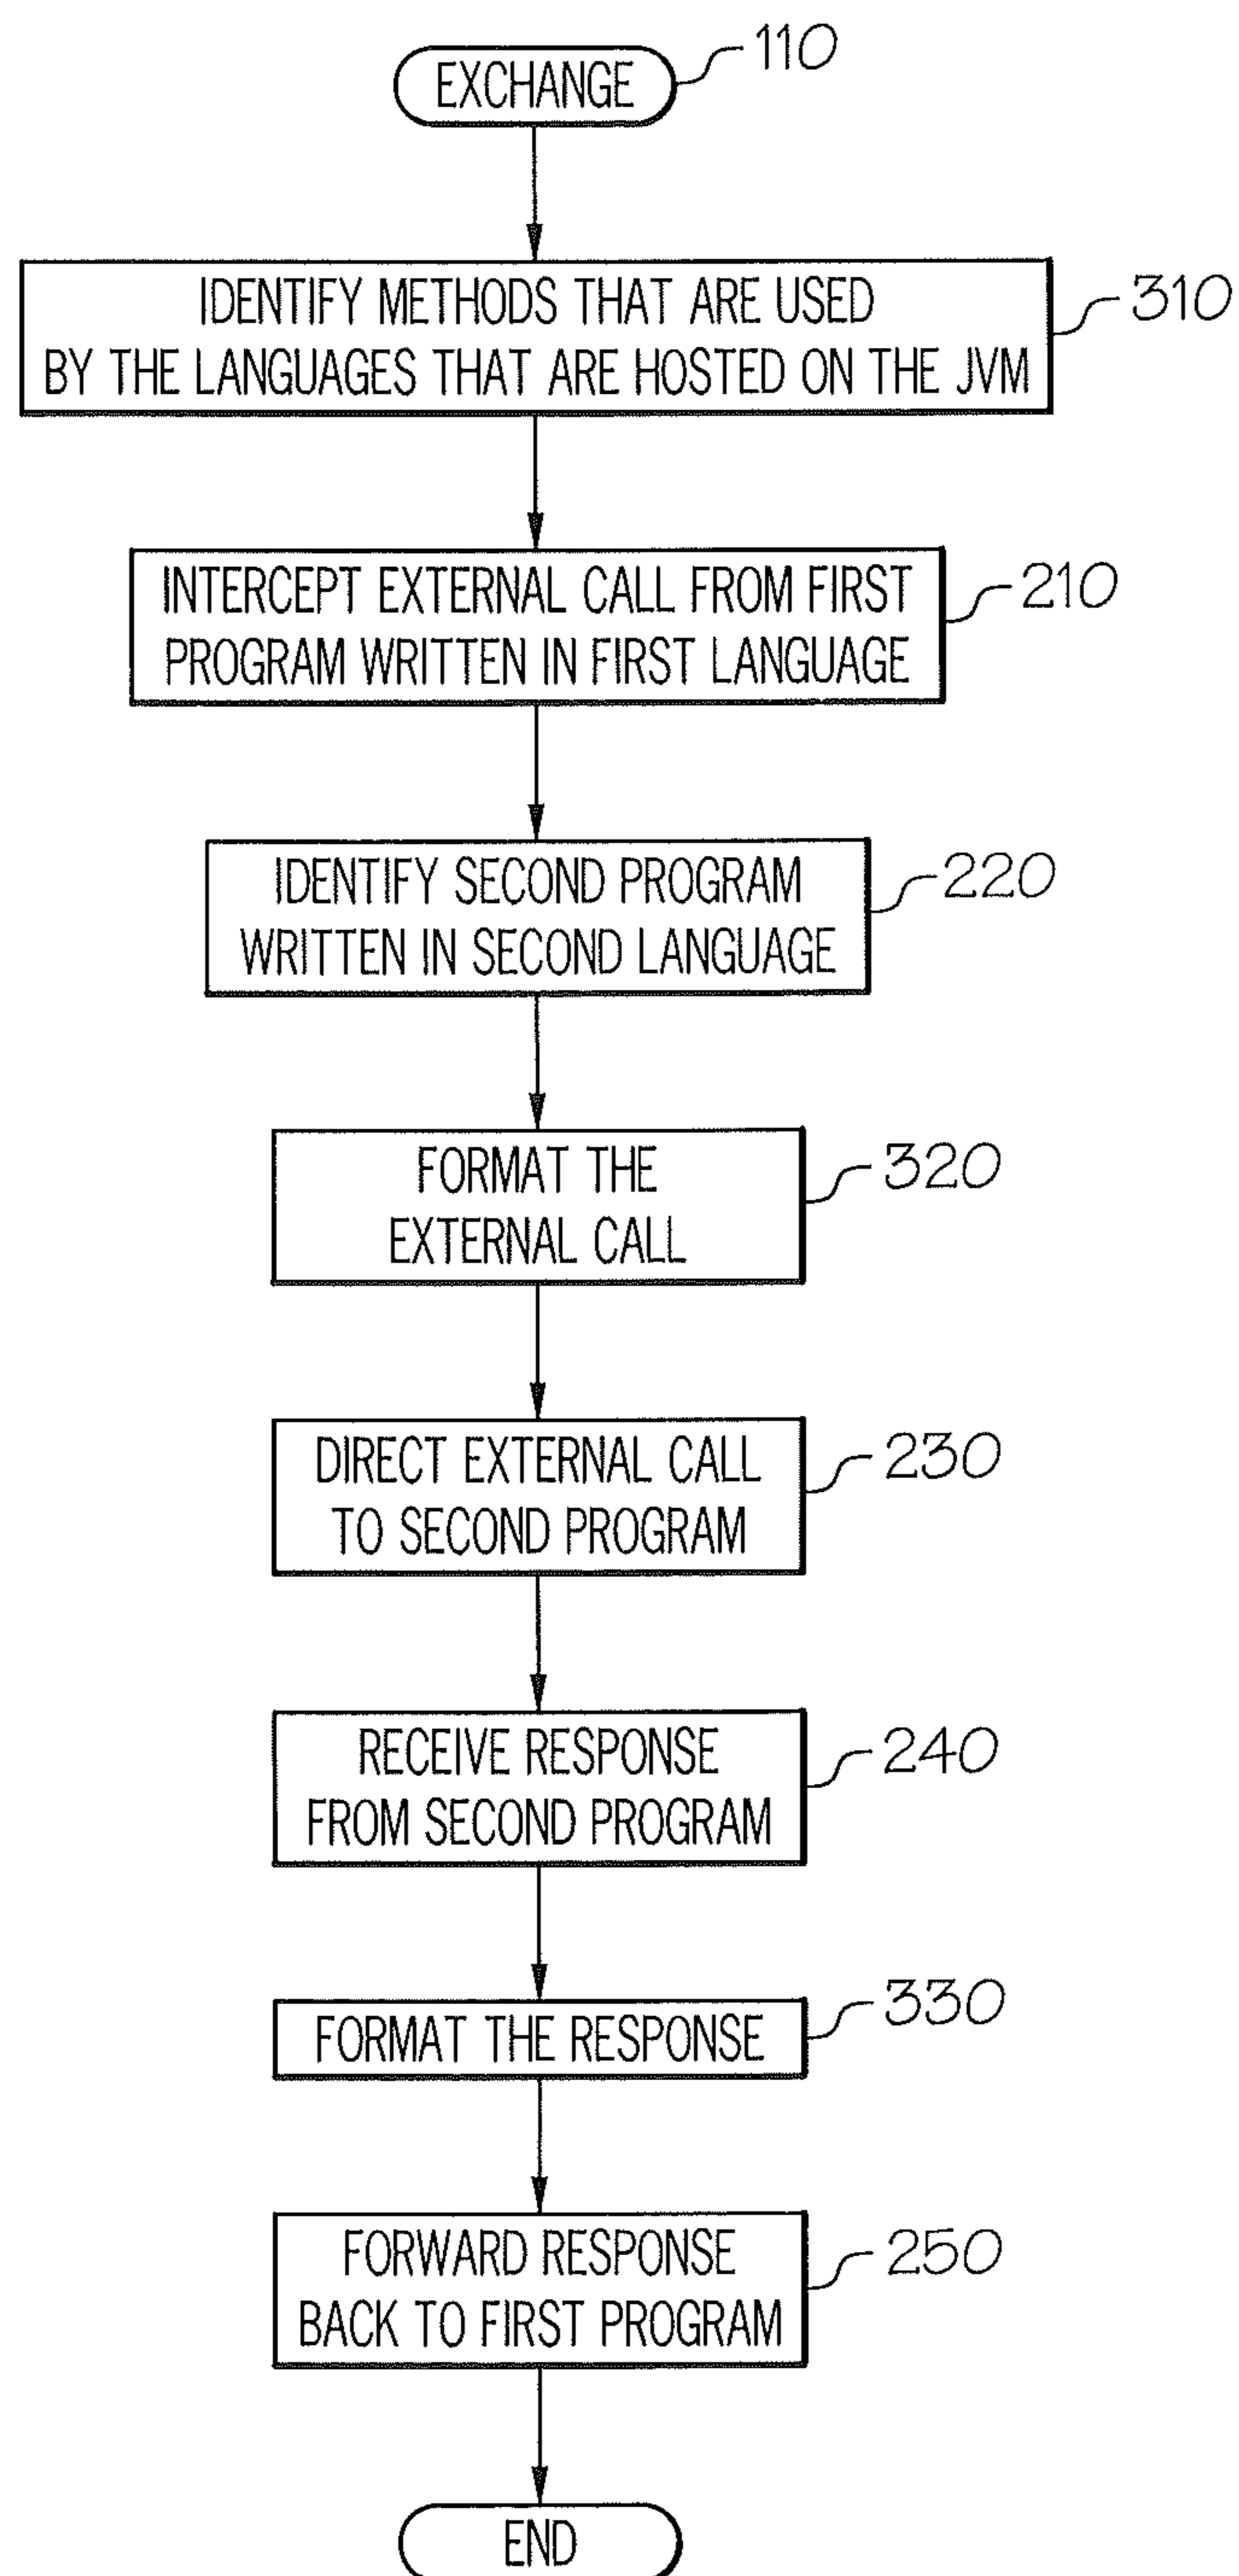 EXCHANGE
110
IDENTIFY METHODS THAT ARE USED
BY THE LANGUAGES THAT ARE HOSTED ON THE JVM
310
INTERCEPT EXTERNAL CALL FROM FIRST
PROGRAM WRITTEN IN FIRST LANGUAGE
210
IDENTIFY SECOND PROGRAM
WRITTEN IN SECOND LANGUAGE
220
FORMAT THE
EXTERNAL CALL
320
DIRECT EXTERNAL CALL
TO SECOND PROGRAM
230
RECEIVE RESPONSE
FROM SECOND PROGRAM
240
FORMAT THE RESPONSE
330
FORWARD RESPONSE
BACK TO FIRST PROGRAM
250
END